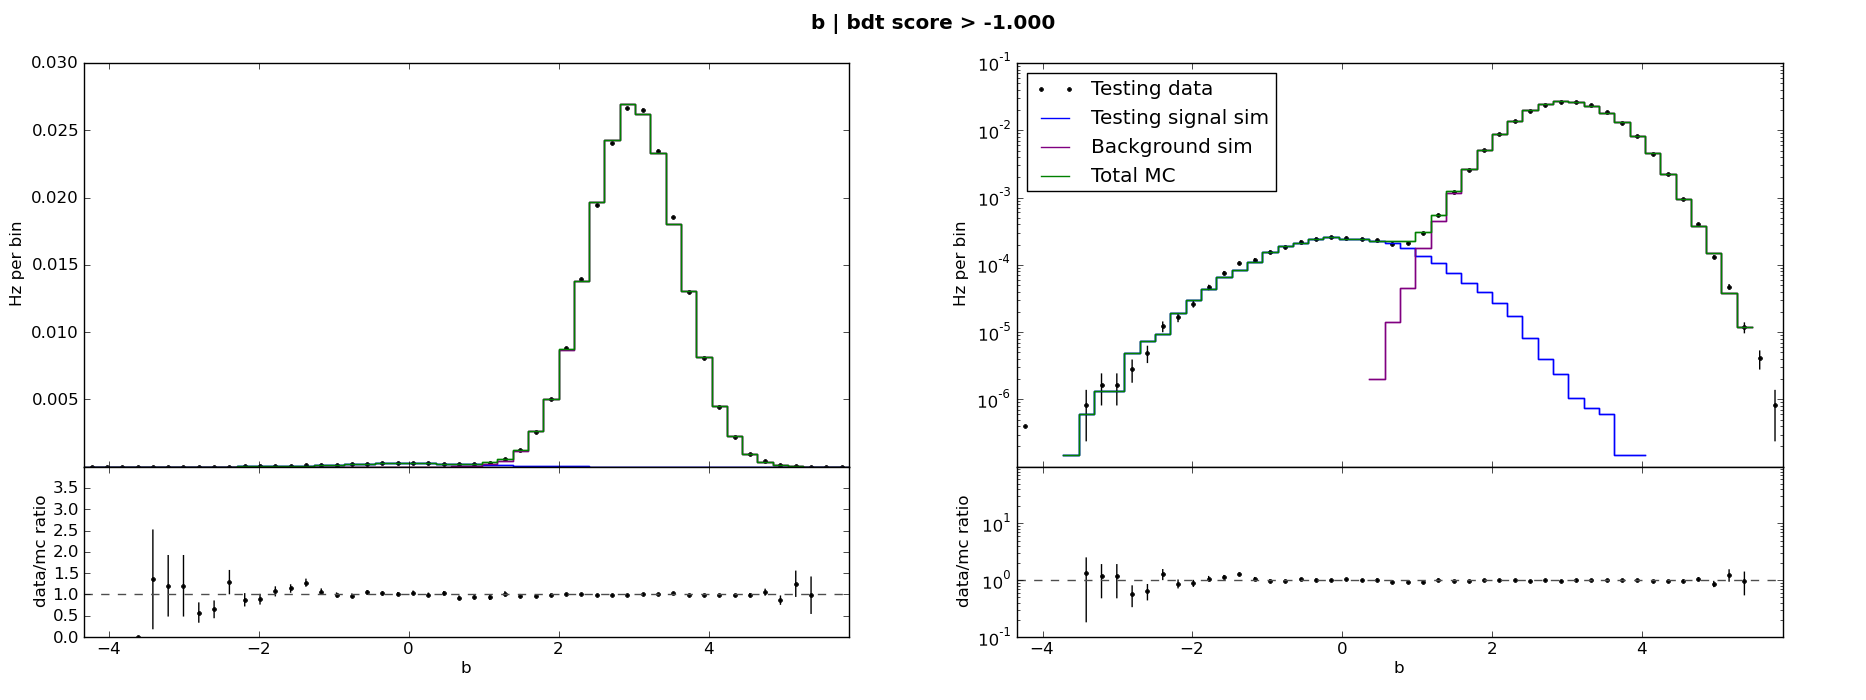 b | bdt score > -1.000
0.030
0.025
0.020
0.015
0.010
0.005
Hz per bin
3.5
3.0
2.5
2.0
1.5
1.0
0.5
0.0
data/mc ratio
−4 −2 0 2 4
b
10^-1
10^-2
10^-3
10^-4
10^-5
10^-6
Hz per bin
Testing data
Testing signal sim
Background sim
Total MC
10^1
10^0
10^-1
data/mc ratio
−4 −2 0 2 4
b